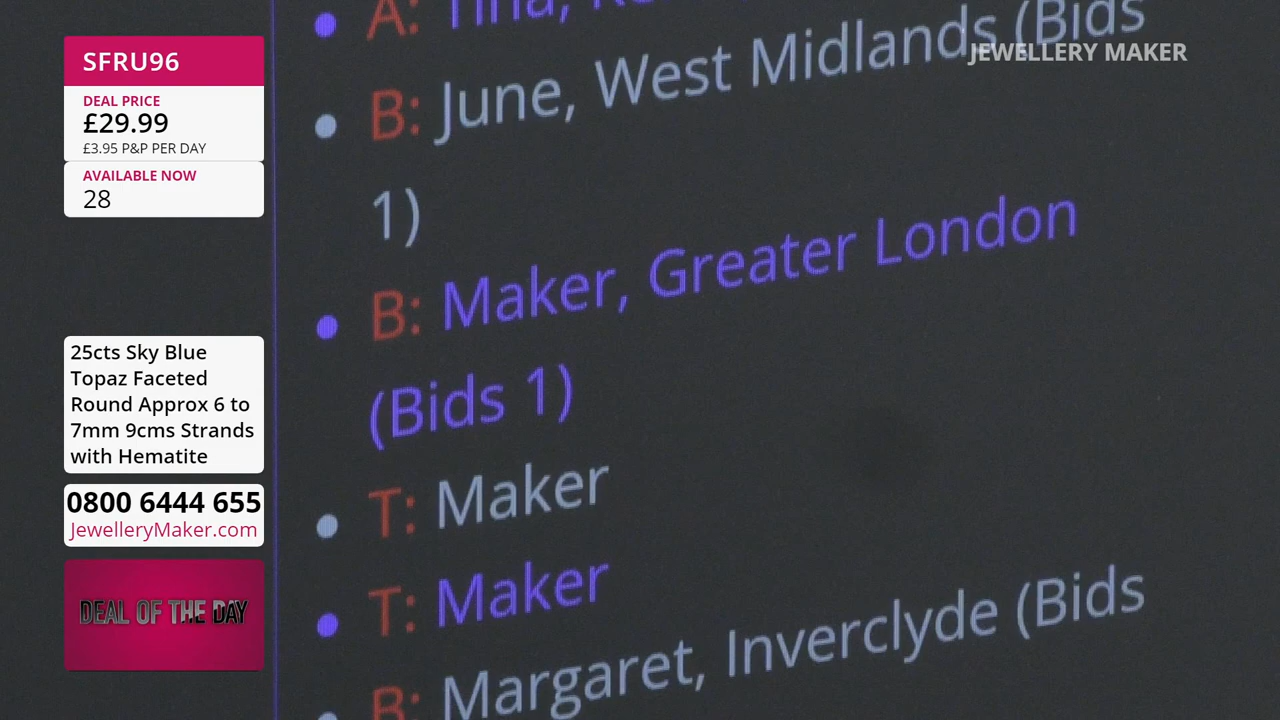 SFRU96
DEAL PRICE
£29.99
£3.95 P&P PER DAY
AVAILABLE NOW
28
25cts Sky Blue
Topaz Faceted
Round Approx 6 to
7mm 9cms Strands
with Hematite
0800 6444 655
JewelleryMaker.com
DEAL OF THE DAY
JEWELLERY MAKER
A: Tina,
B: June, West Midlands (Bids
1)
B: Maker, Greater London
(Bids 1)
T: Maker
T: Maker
B: Margaret, Inverclyde (Bids